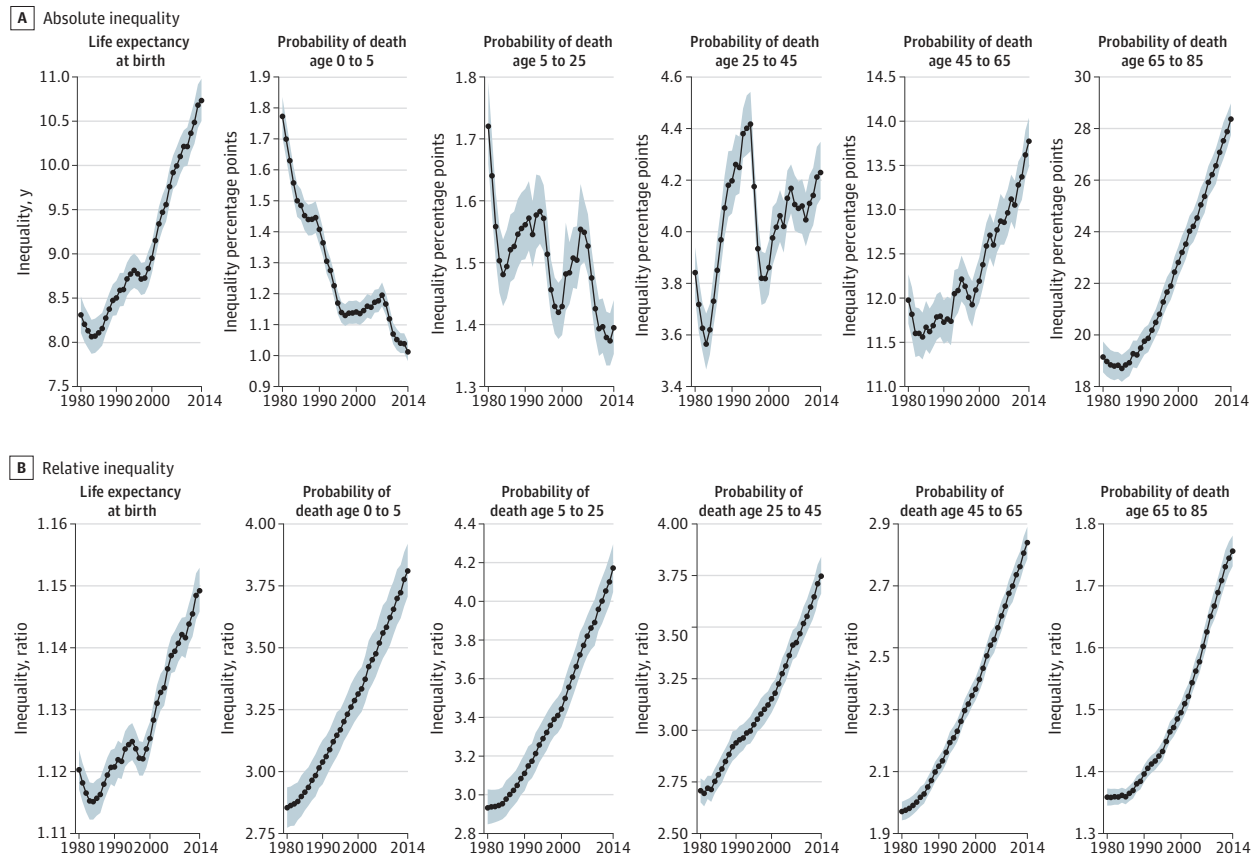 A Absolute inequality
Life expectancy
at birth
Inequality, y
11.0
10.5
10.0
9.5
9.0
8.5
8.0
7.5
1980 1990 2000 2014
Probability of death
age 0 to 5
Inequality percentage points
1.9
1.8
1.7
1.6
1.5
1.4
1.3
1.2
1.1
1.0
0.9
1980 1990 2000 2014
Probability of death
age 5 to 25
Inequality percentage points
1.8
1.7
1.6
1.5
1.4
1.3
1980 1990 2000 2014
Probability of death
age 25 to 45
Inequality percentage points
4.6
4.4
4.2
4.0
3.8
3.6
3.4
1980 1990 2000 2014
Probability of death
age 45 to 65
Inequality percentage points
14.5
14.0
13.5
13.0
12.5
12.0
11.5
11.0
1980 1990 2000 2014
Probability of death
age 65 to 85
Inequality percentage points
30
28
26
24
22
20
18
1980 1990 2000 2014
B Relative inequality
Life expectancy
at birth
Inequality, ratio
1.16
1.15
1.14
1.13
1.12
1.11
1980 1990 2000 2014
Probability of
death age 0 to 5
Inequality, ratio
4.00
3.75
3.50
3.25
3.00
2.75
1980 1990 2000 2014
Probability of
death age 5 to 25
Inequality, ratio
4.4
4.2
4.0
3.8
3.6
3.4
3.2
3.0
2.8
1980 1990 2000 2014
Probability of
death age 25 to 45
Inequality, ratio
4.00
3.75
3.50
3.25
3.00
2.75
2.50
1980 1990 2000 2014
Probability of
death age 45 to 65
Inequality, ratio
2.9
2.7
2.5
2.3
2.1
1.9
1980 1990 2000 2014
Probability of death
age 65 to 85
Inequality, ratio
1.8
1.7
1.6
1.5
1.4
1.3
1980 1990 2000 2014